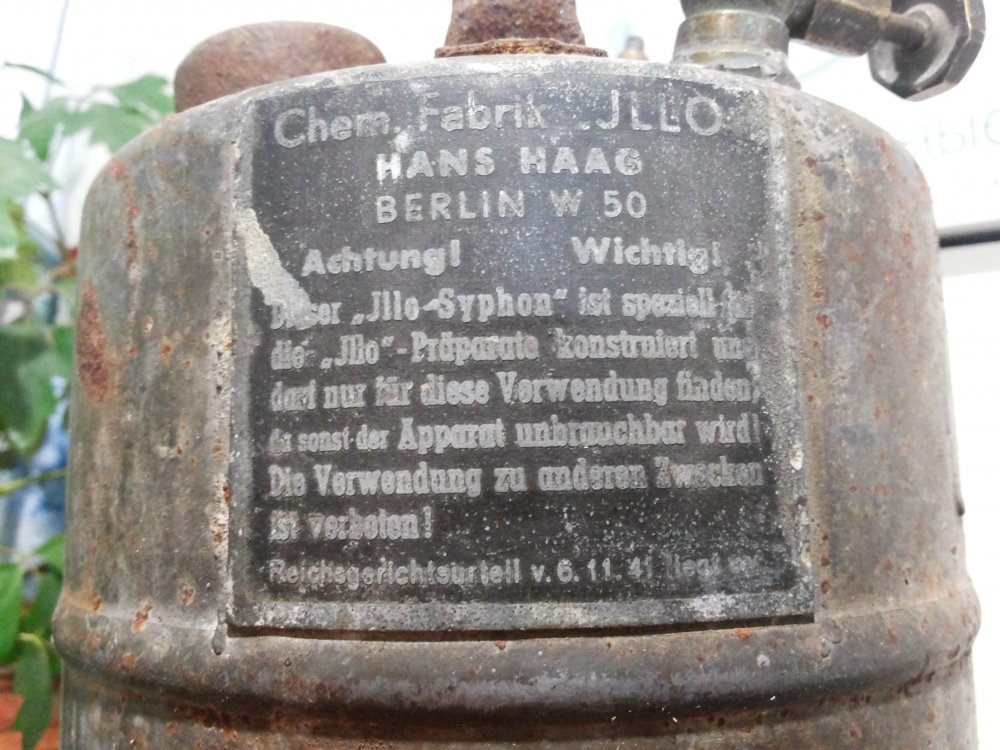 Chem. Fabrik „JLLO"
HANS HAAG
BERLIN W 50
Achtung! Wichtig!
Dieser „Jllo-Syphon" ist speziell
die „Jllo"-Präparate konstruiert und
darf nur für diese Verwendung finden,
da sonst der Apparat unbrauchbar wird!
Die Verwendung zu anderen Zwecken
ist verboten!
Reichsgerichtsurteil v. 6. 11. 41 liegt